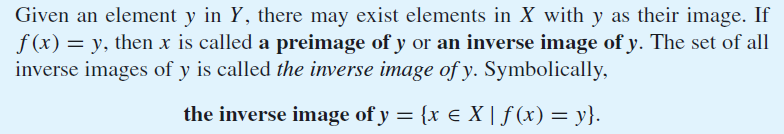 Given an element y in Y, there may exist elements in X with y as their image. If
f(x) = y, then x is called a preimage of y or an inverse image of y. The set of all
inverse images of y is called the inverse image of y. Symbolically,
the inverse image of y = {x ∈ X | f(x) = y}.